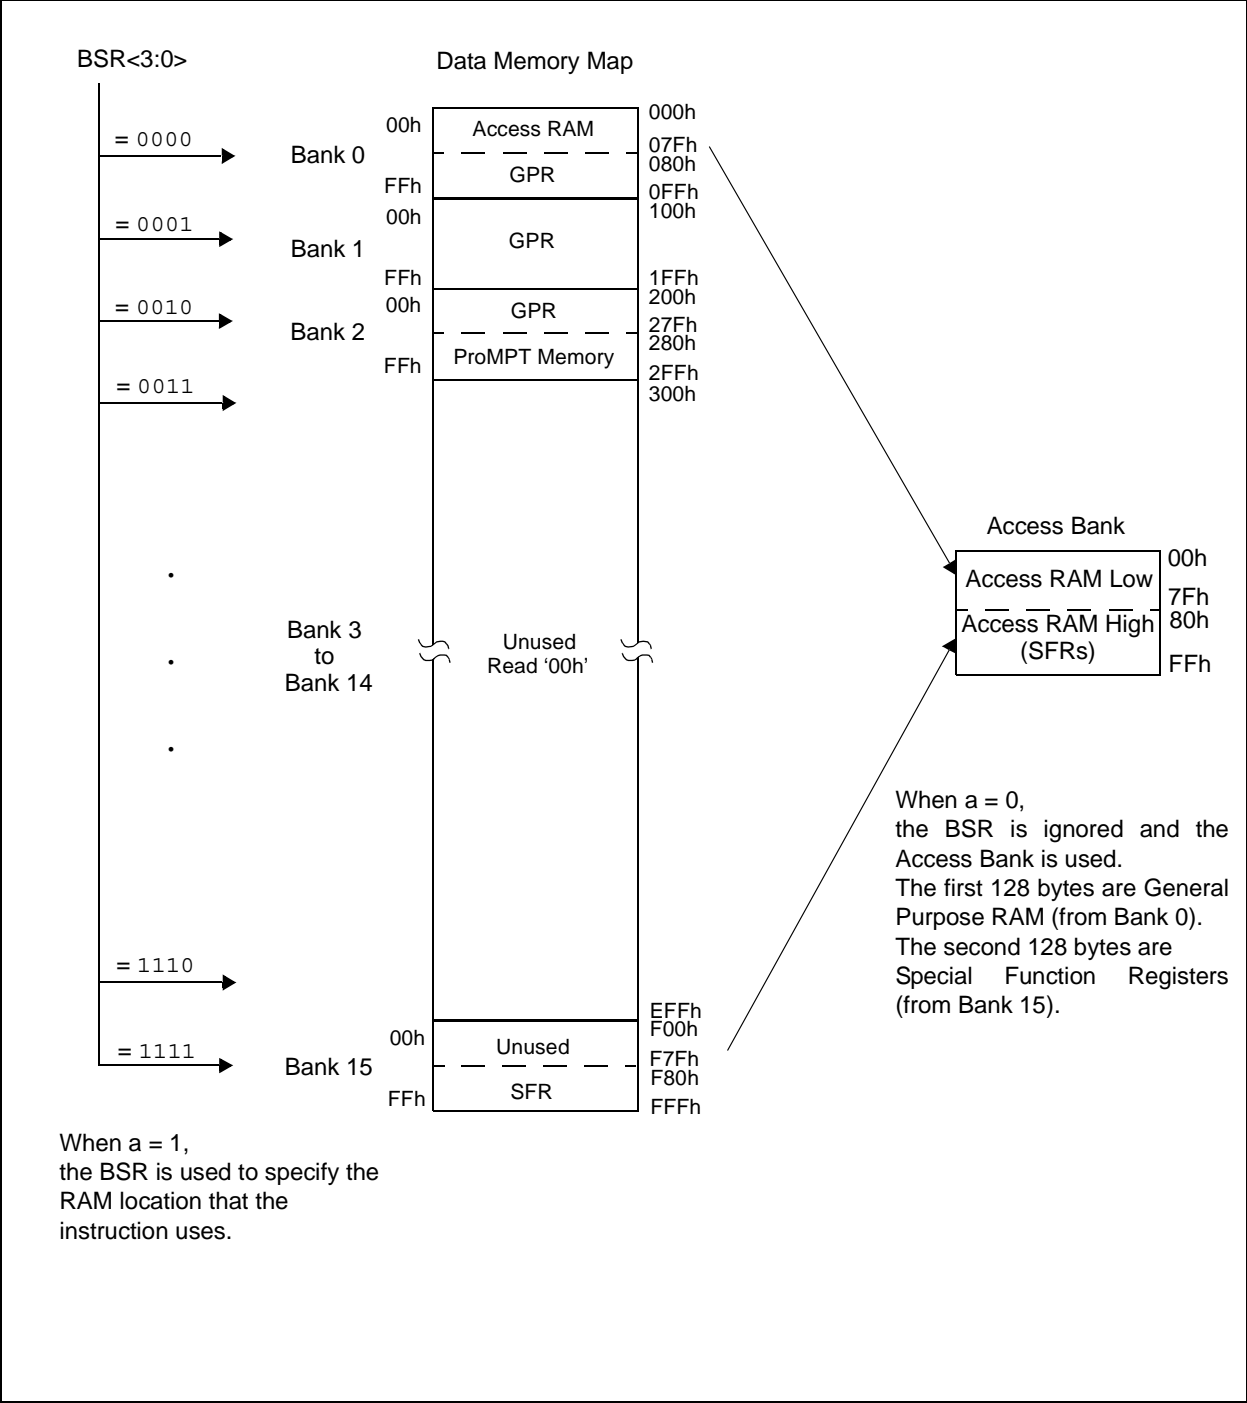 BSR<3:0>
Data Memory Map
= 0000
Bank 0
00h
Access RAM
000h
07Fh
GPR
080h
FFh
0FFh
= 0001
Bank 1
00h
GPR
100h
FFh
1FFh
= 0010
Bank 2
00h
GPR
200h
27Fh
ProMPT Memory
280h
FFh
2FFh
= 0011
300h
Bank 3
to
Bank 14
Unused
Read ‘00h’
Access Bank
Access RAM Low
00h
7Fh
Access RAM High
(SFRs)
80h
FFh
When a = 0,
the BSR is ignored and the
Access Bank is used.
The first 128 bytes are General
Purpose RAM (from Bank 0).
The second 128 bytes are
Special Function Registers
(from Bank 15).
= 1110
EFFh
= 1111
Bank 15
00h
Unused
F00h
F7Fh
SFR
F80h
FFh
FFFh
When a = 1,
the BSR is used to specify the
RAM location that the
instruction uses.